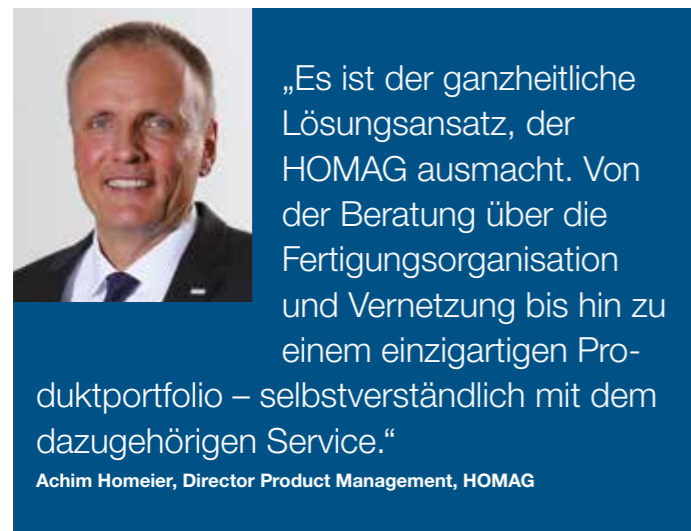 „Es ist der ganzheitliche
Lösungsansatz, der
HOMAG ausmacht. Von
der Beratung über die
Fertigungsorganisation
und Vernetzung bis hin zu
einem einzigartigen Pro-
duktportfolio – selbstverständlich mit dem
dazugehörigen Service.“
Achim Homeier, Director Product Management, HOMAG